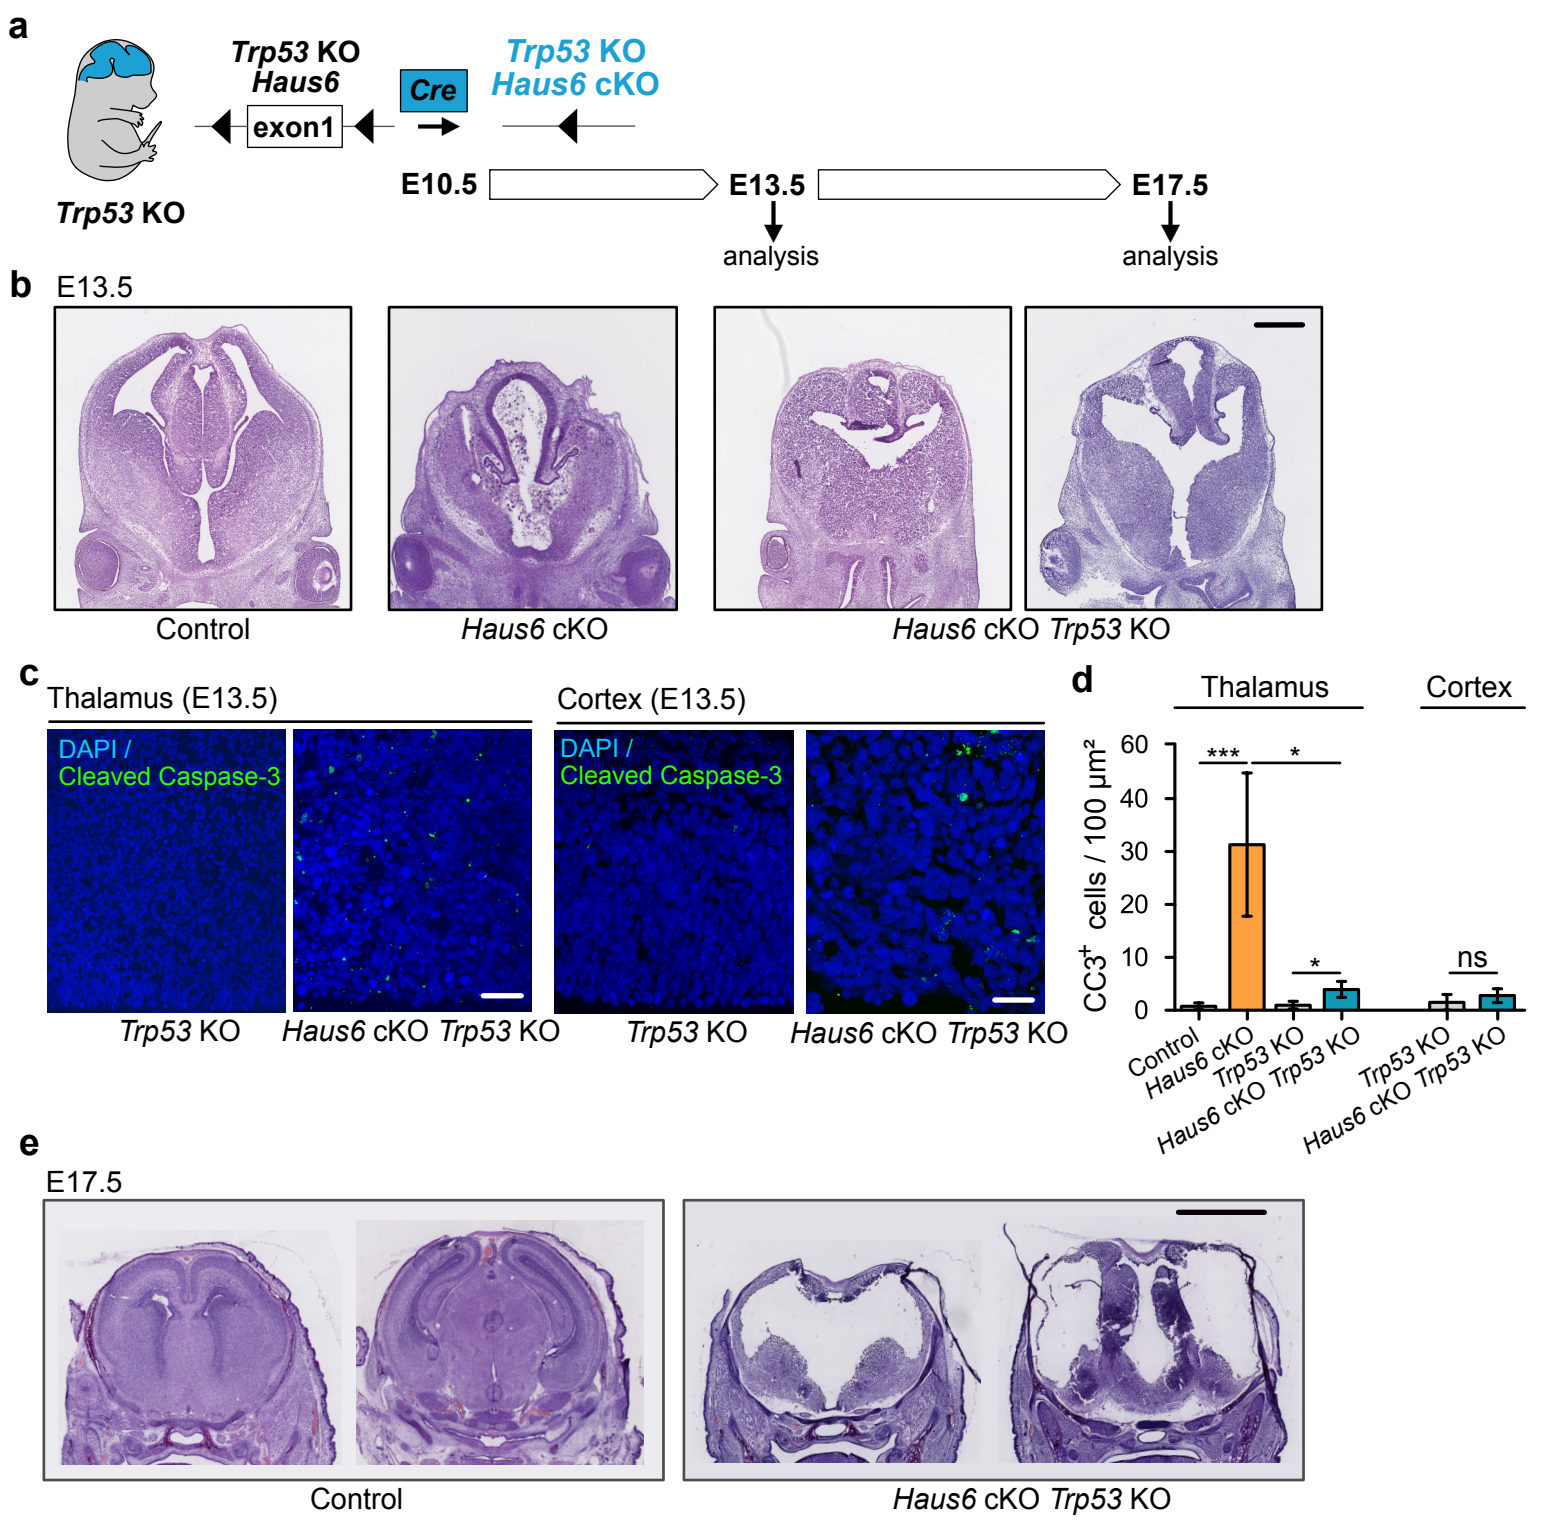 a
Trp53 KO
Haus6
exon1
Cre
Trp53 KO
Haus6 cKO
Trp53 KO
E10.5
E13.5
E17.5
analysis
analysis
b
E13.5
Control
Haus6 cKO
Haus6 cKO Trp53 KO
c
Thalamus (E13.5)
DAPI /
Cleaved Caspase-3
Trp53 KO
Haus6 cKO Trp53 KO
Cortex (E13.5)
DAPI /
Cleaved Caspase-3
Trp53 KO
Haus6 cKO Trp53 KO
d
Thalamus
Cortex
CC3⁺ cells / 100 µm²
60
40
30
20
10
0
***
*
*
ns
Control
Haus6 cKO
Trp53 KO
Haus6 cKO Trp53 KO
Trp53 KO
Haus6 cKO Trp53 KO
e
E17.5
Control
Haus6 cKO Trp53 KO